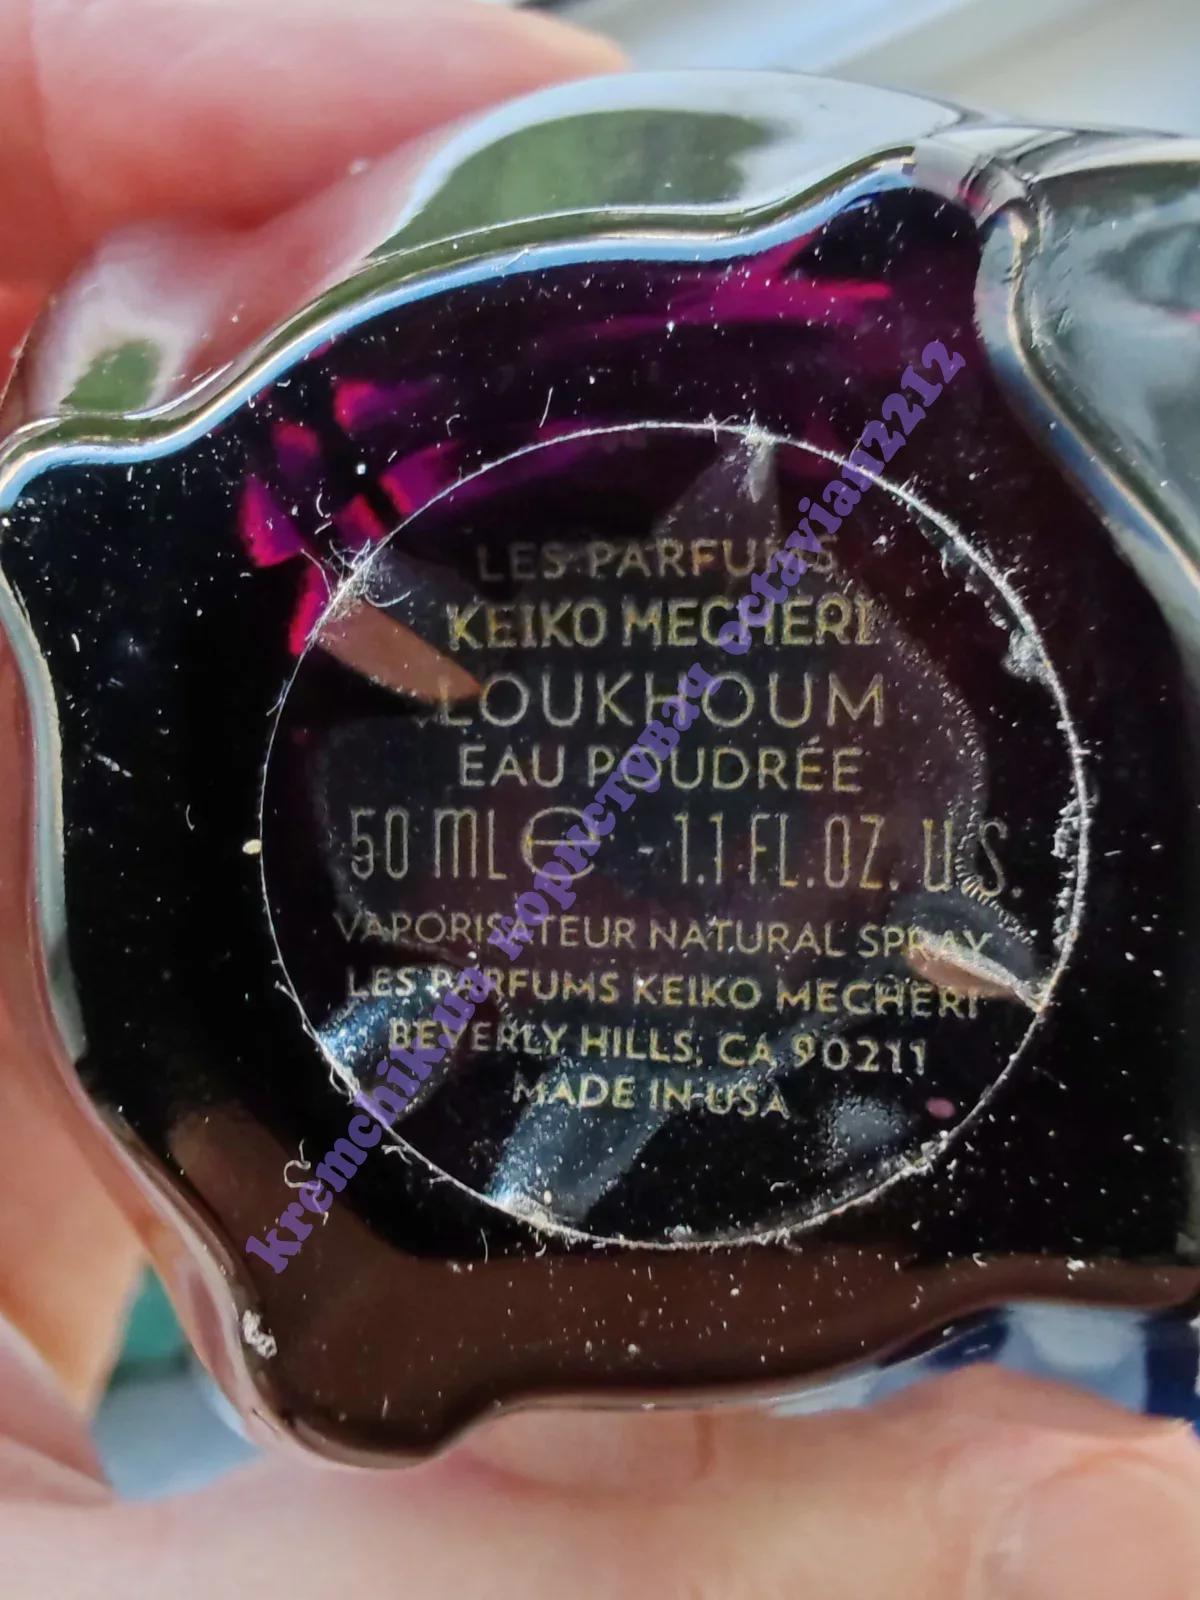 LES PARFUMS
KEIKO MECHERI
LOUKHOUM
EAU POUDRÉE
50 ML ℮ - 1.1 FL.OZ. U.S.
VAPORISATEUR NATURAL SPRAY
LES PARFUMS KEIKO MECHERI
BEVERLY HILLS, CA 90211
MADE IN USA
kremchik.ua користувач octavian2212